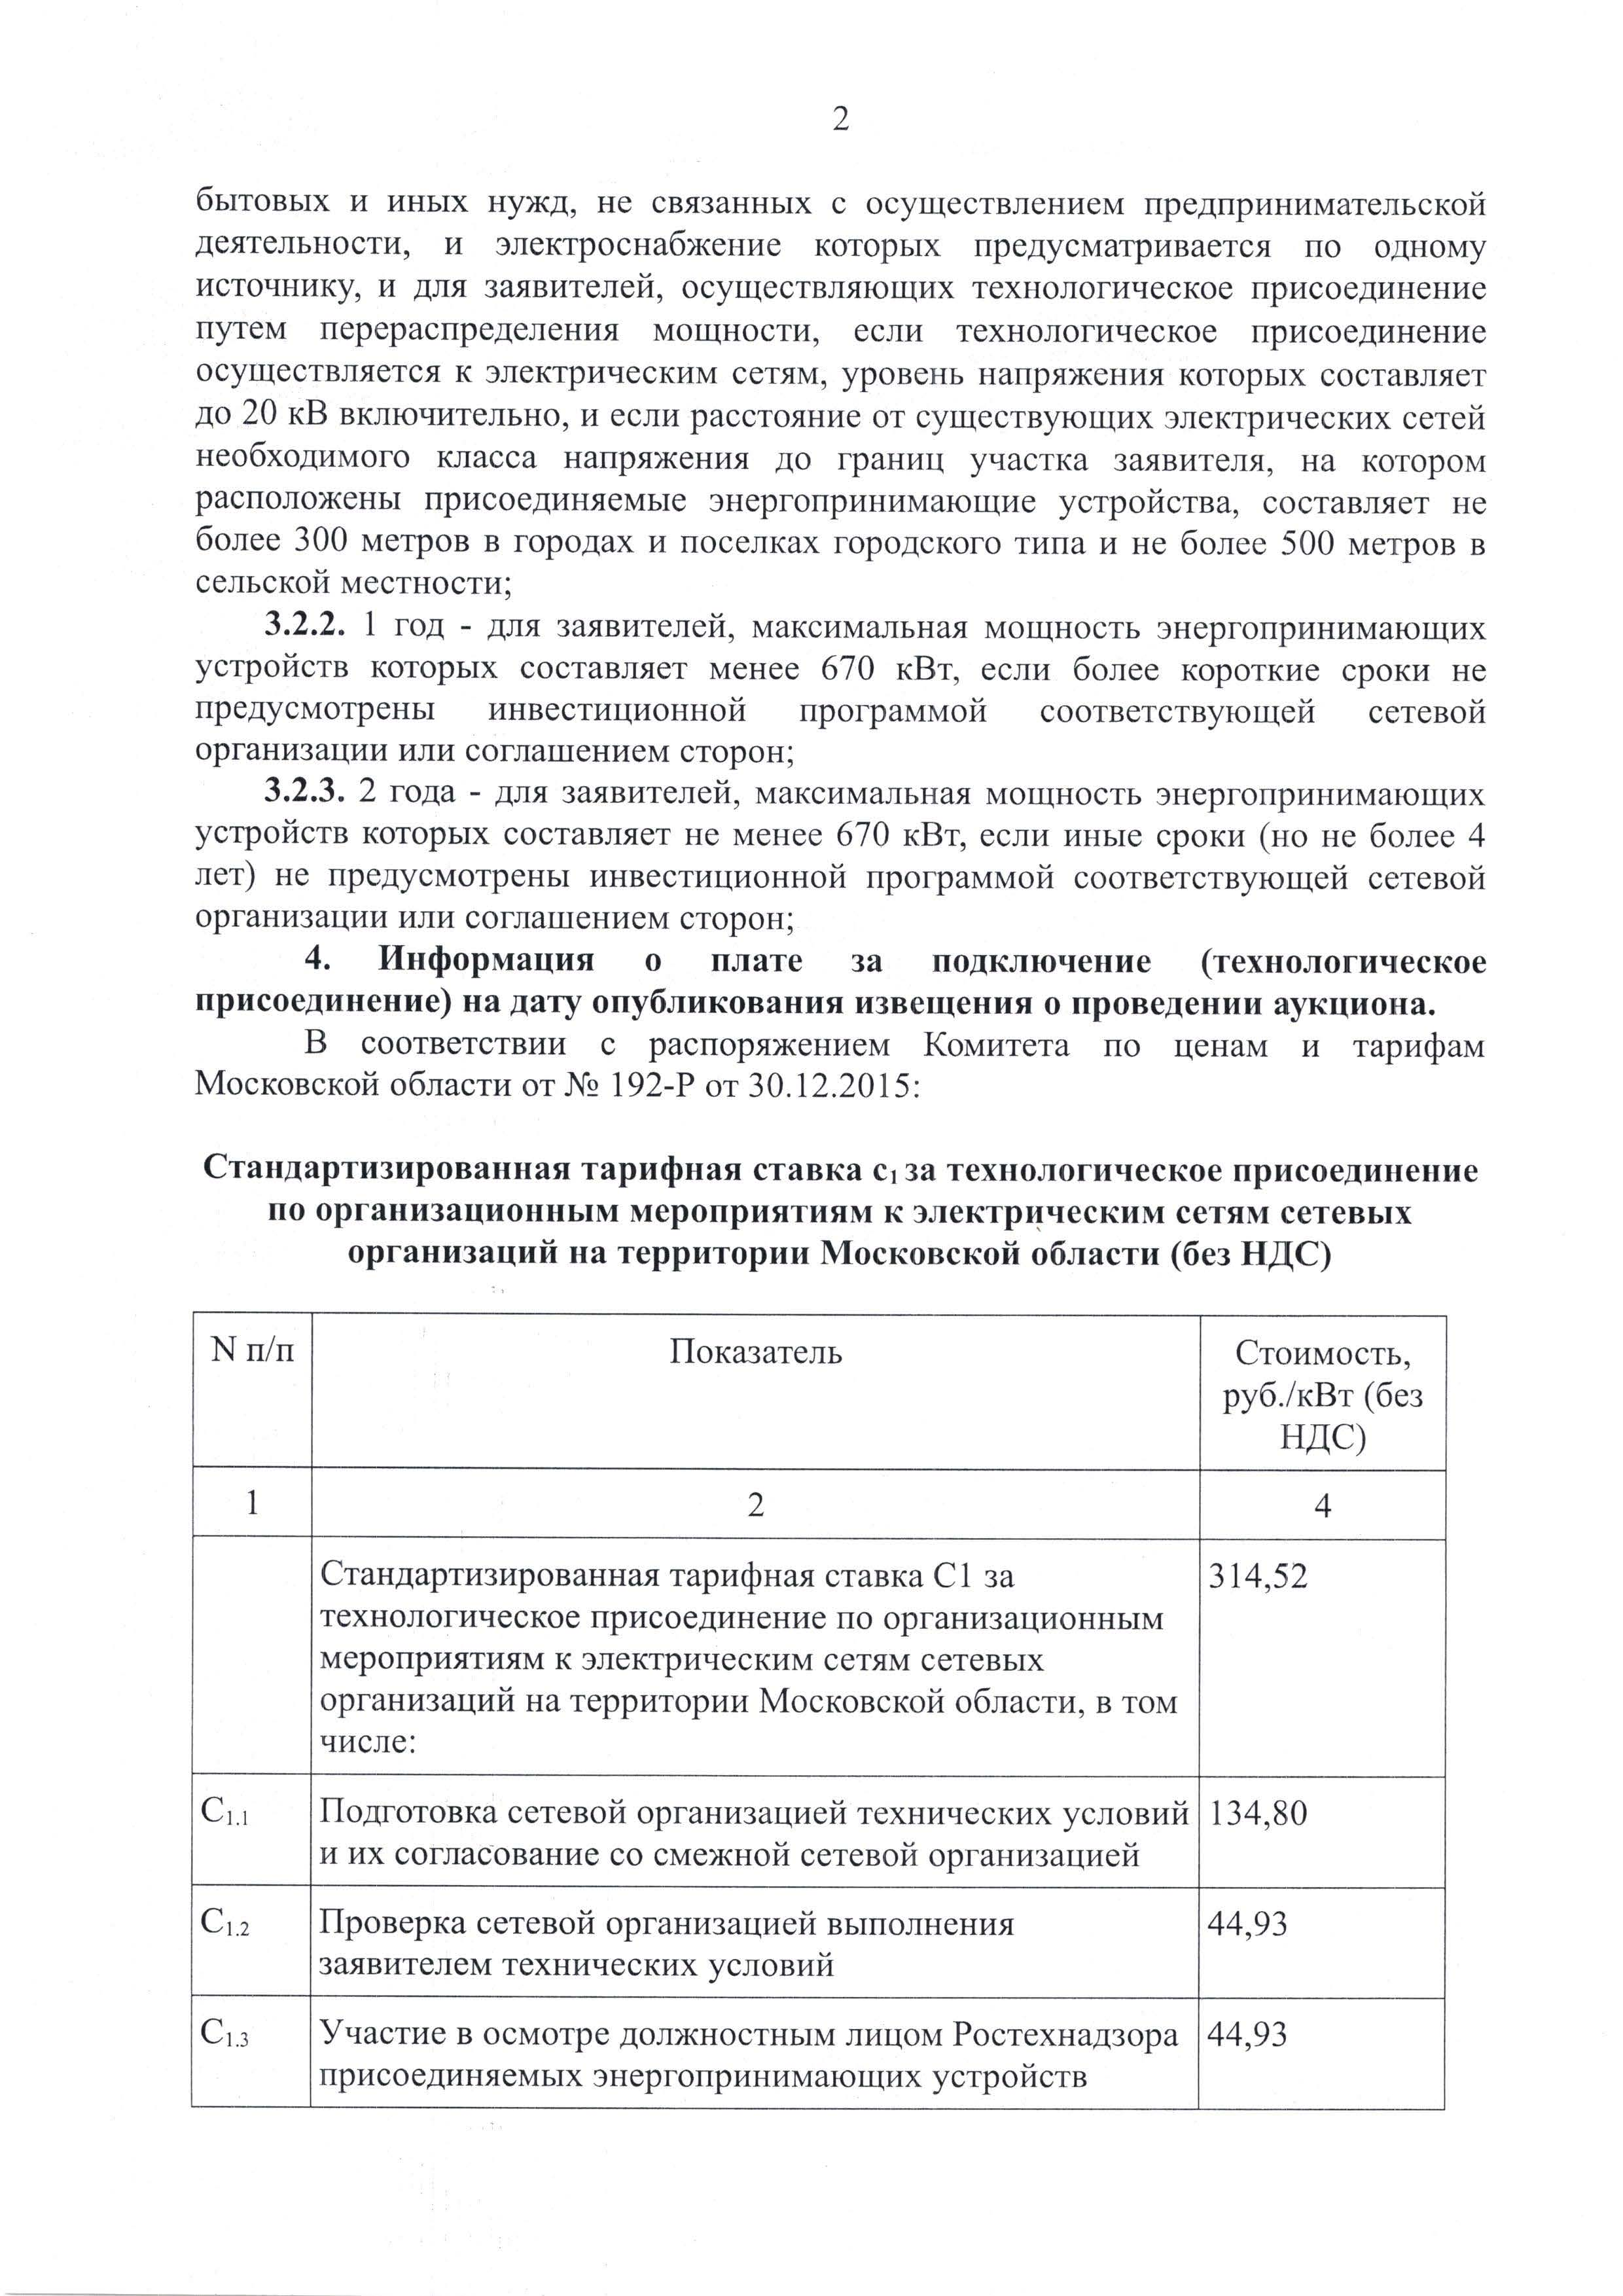 2
бытовых и иных нужд, не связанных с осуществлением предпринимательской
деятельности, и электроснабжение которых предусматривается по одному
источнику, и для заявителей, осуществляющих технологическое присоединение
путем перераспределения мощности, если технологическое присоединение
осуществляется к электрическим сетям, уровень напряжения которых составляет
до 20 кВ включительно, и если расстояние от существующих электрических сетей
необходимого класса напряжения до границ участка заявителя, на котором
расположены присоединяемые энергопринимающие устройства, составляет не
более 300 метров в городах и поселках городского типа и не более 500 метров в
сельской местности;
3.2.2. 1 год - для заявителей, максимальная мощность энергопринимающих
устройств которых составляет менее 670 кВт, если более короткие сроки не
предусмотрены инвестиционной программой соответствующей сетевой
организации или соглашением сторон;
3.2.3. 2 года - для заявителей, максимальная мощность энергопринимающих
устройств которых составляет не менее 670 кВт, если иные сроки (но не более 4
лет) не предусмотрены инвестиционной программой соответствующей сетевой
организации или соглашением сторон;
4. Информация о плате за подключение (технологическое
присоединение) на дату опубликования извещения о проведении аукциона.
В соответствии с распоряжением Комитета по ценам и тарифам
Московской области от № 192-Р от 30.12.2015:
Стандартизированная тарифная ставка с1 за технологическое присоединение
по организационным мероприятиям к электрическим сетям сетевых
организаций на территории Московской области (без НДС)
N п/п Показатель Стоимость,
руб./кВт (без
НДС)
1 2 4
Стандартизированная тарифная ставка С1 за 314,52
технологическое присоединение по организационным
мероприятиям к электрическим сетям сетевых
организаций на территории Московской области, в том
числе:
С1.1 Подготовка сетевой организацией технических условий 134,80
и их согласование со смежной сетевой организацией
С1.2 Проверка сетевой организацией выполнения 44,93
заявителем технических условий
С1.3 Участие в осмотре должностным лицом Ростехнадзора 44,93
присоединяемых энергопринимающих устройств